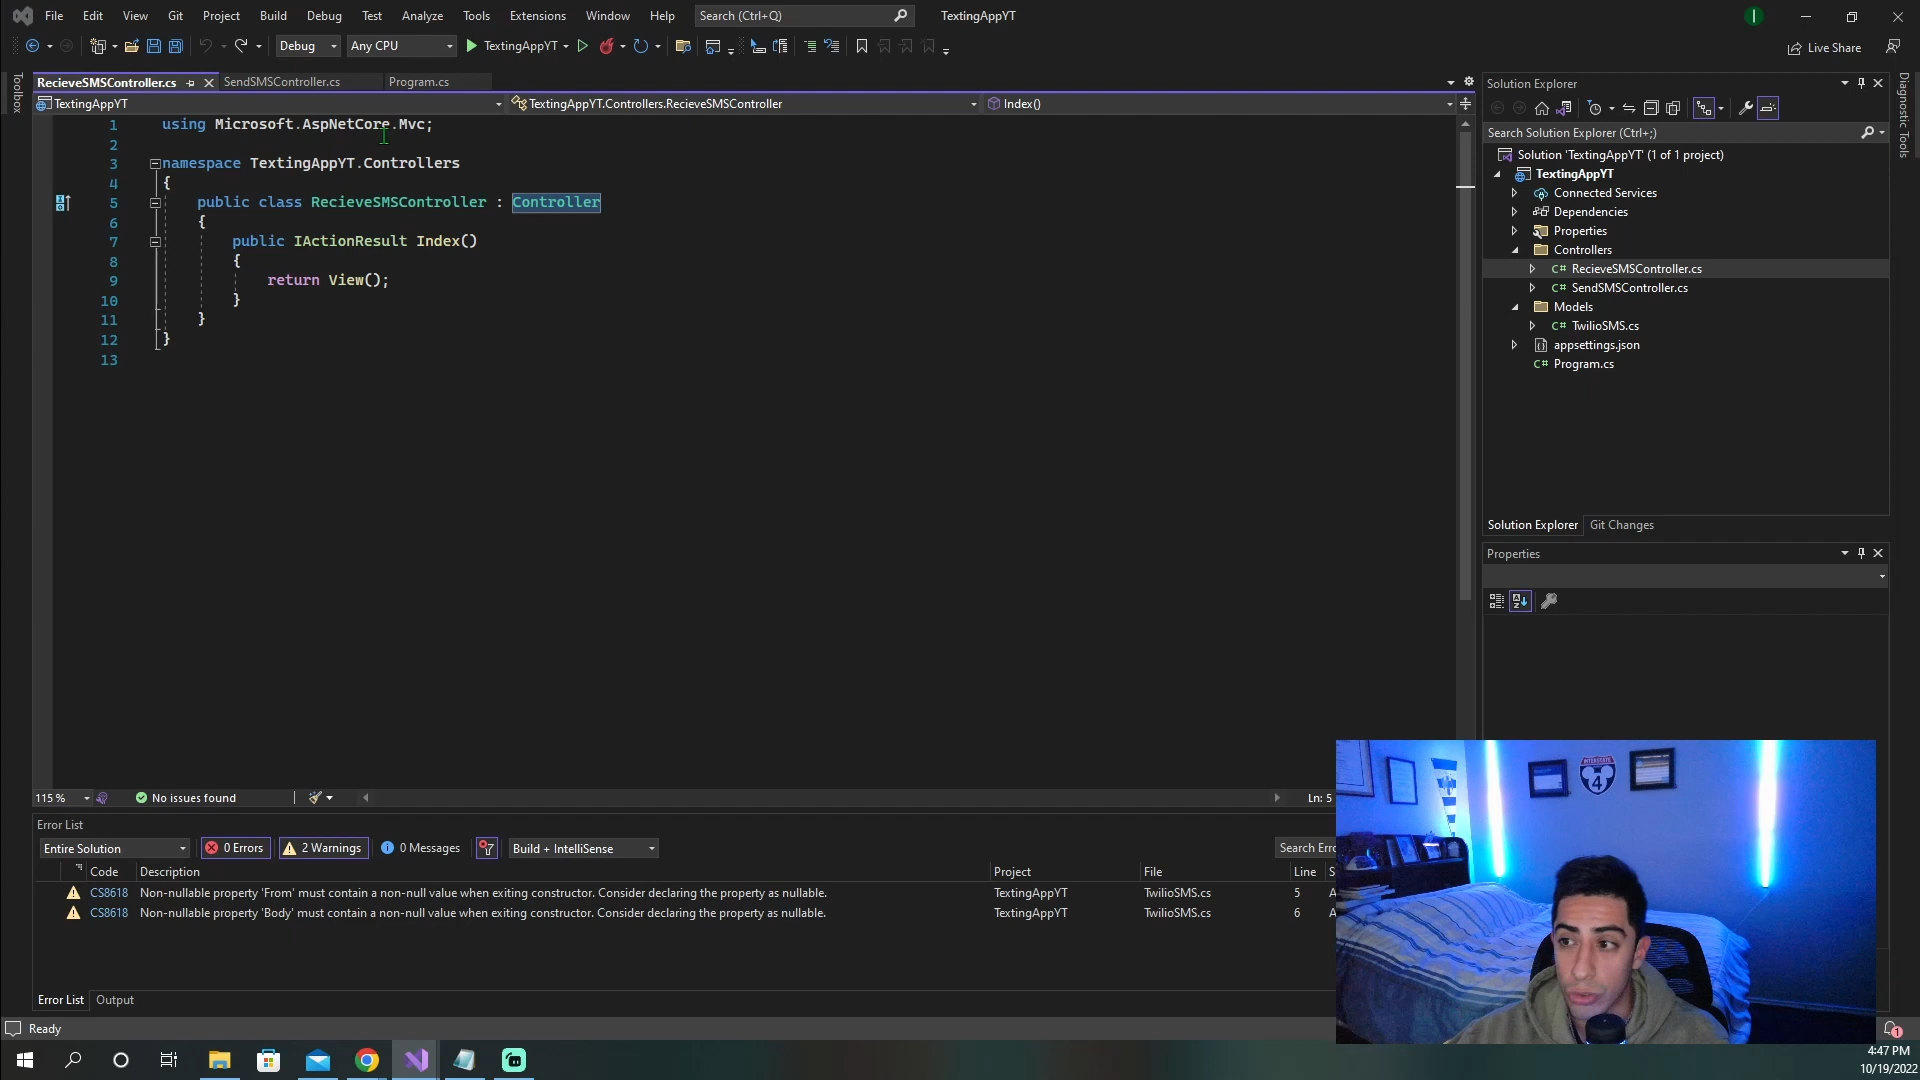 File Edit View Git Project Build Debug Test Analyze Tools Extensions Window Help Search (Ctrl+Q) TextingAppYT
Debug Any CPU TextingAppYT Live Share
RecieveSMSController.cs SendSMSController.cs Program.cs
TextingAppYT TextingAppYT.Controllers.RecieveSMSController Index()
1 using Microsoft.AspNetCore.Mvc;
2
3 namespace TextingAppYT.Controllers
4 {
5 public class RecieveSMSController : Controller
6 {
7 public IActionResult Index()
8 {
9 return View();
10 }
11 }
12 }
13
115 % No issues found Ln: 5
Toolbox
Solution Explorer
Search Solution Explorer (Ctrl+;)
Solution 'TextingAppYT' (1 of 1 project)
TextingAppYT
Connected Services
Dependencies
Properties
Controllers
C# RecieveSMSController.cs
C# SendSMSController.cs
Models
C# TwilioSMS.cs
appsettings.json
C# Program.cs
Solution Explorer Git Changes
Properties
Diagnostic Tools
Error List
Entire Solution 0 Errors 2 Warnings 0 Messages Build + IntelliSense Search Erro
Code Description Project File Line S
CS8618 Non-nullable property 'From' must contain a non-null value when exiting constructor. Consider declaring the property as nullable. TextingAppYT TwilioSMS.cs 5 A
CS8618 Non-nullable property 'Body' must contain a non-null value when exiting constructor. Consider declaring the property as nullable. TextingAppYT TwilioSMS.cs 6 A
Error List Output
Ready
INTERSTATE
4
1
4:47 PM
10/19/2022